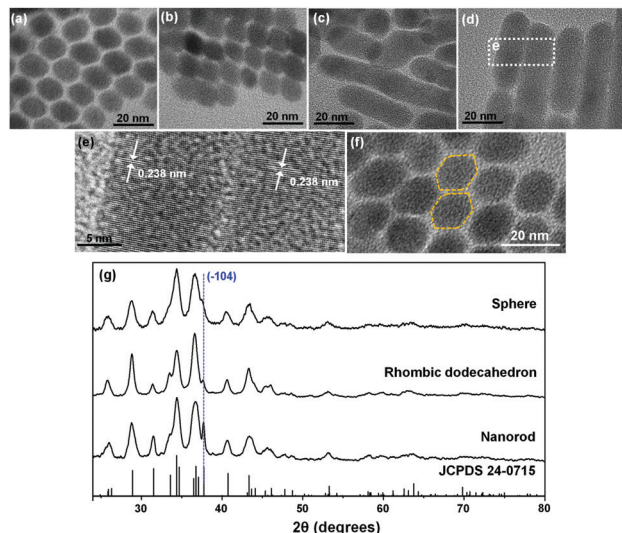 (a)
20 nm
(b)
20 nm
(c)
20 nm
(d)
e
20 nm
(e)
0.238 nm
0.238 nm
5 nm
(f)
20 nm
(g)
(-104)
Sphere
Rhombic dodecahedron
Nanorod
JCPDS 24-0715
30 40 50 60 70 80
2θ (degrees)